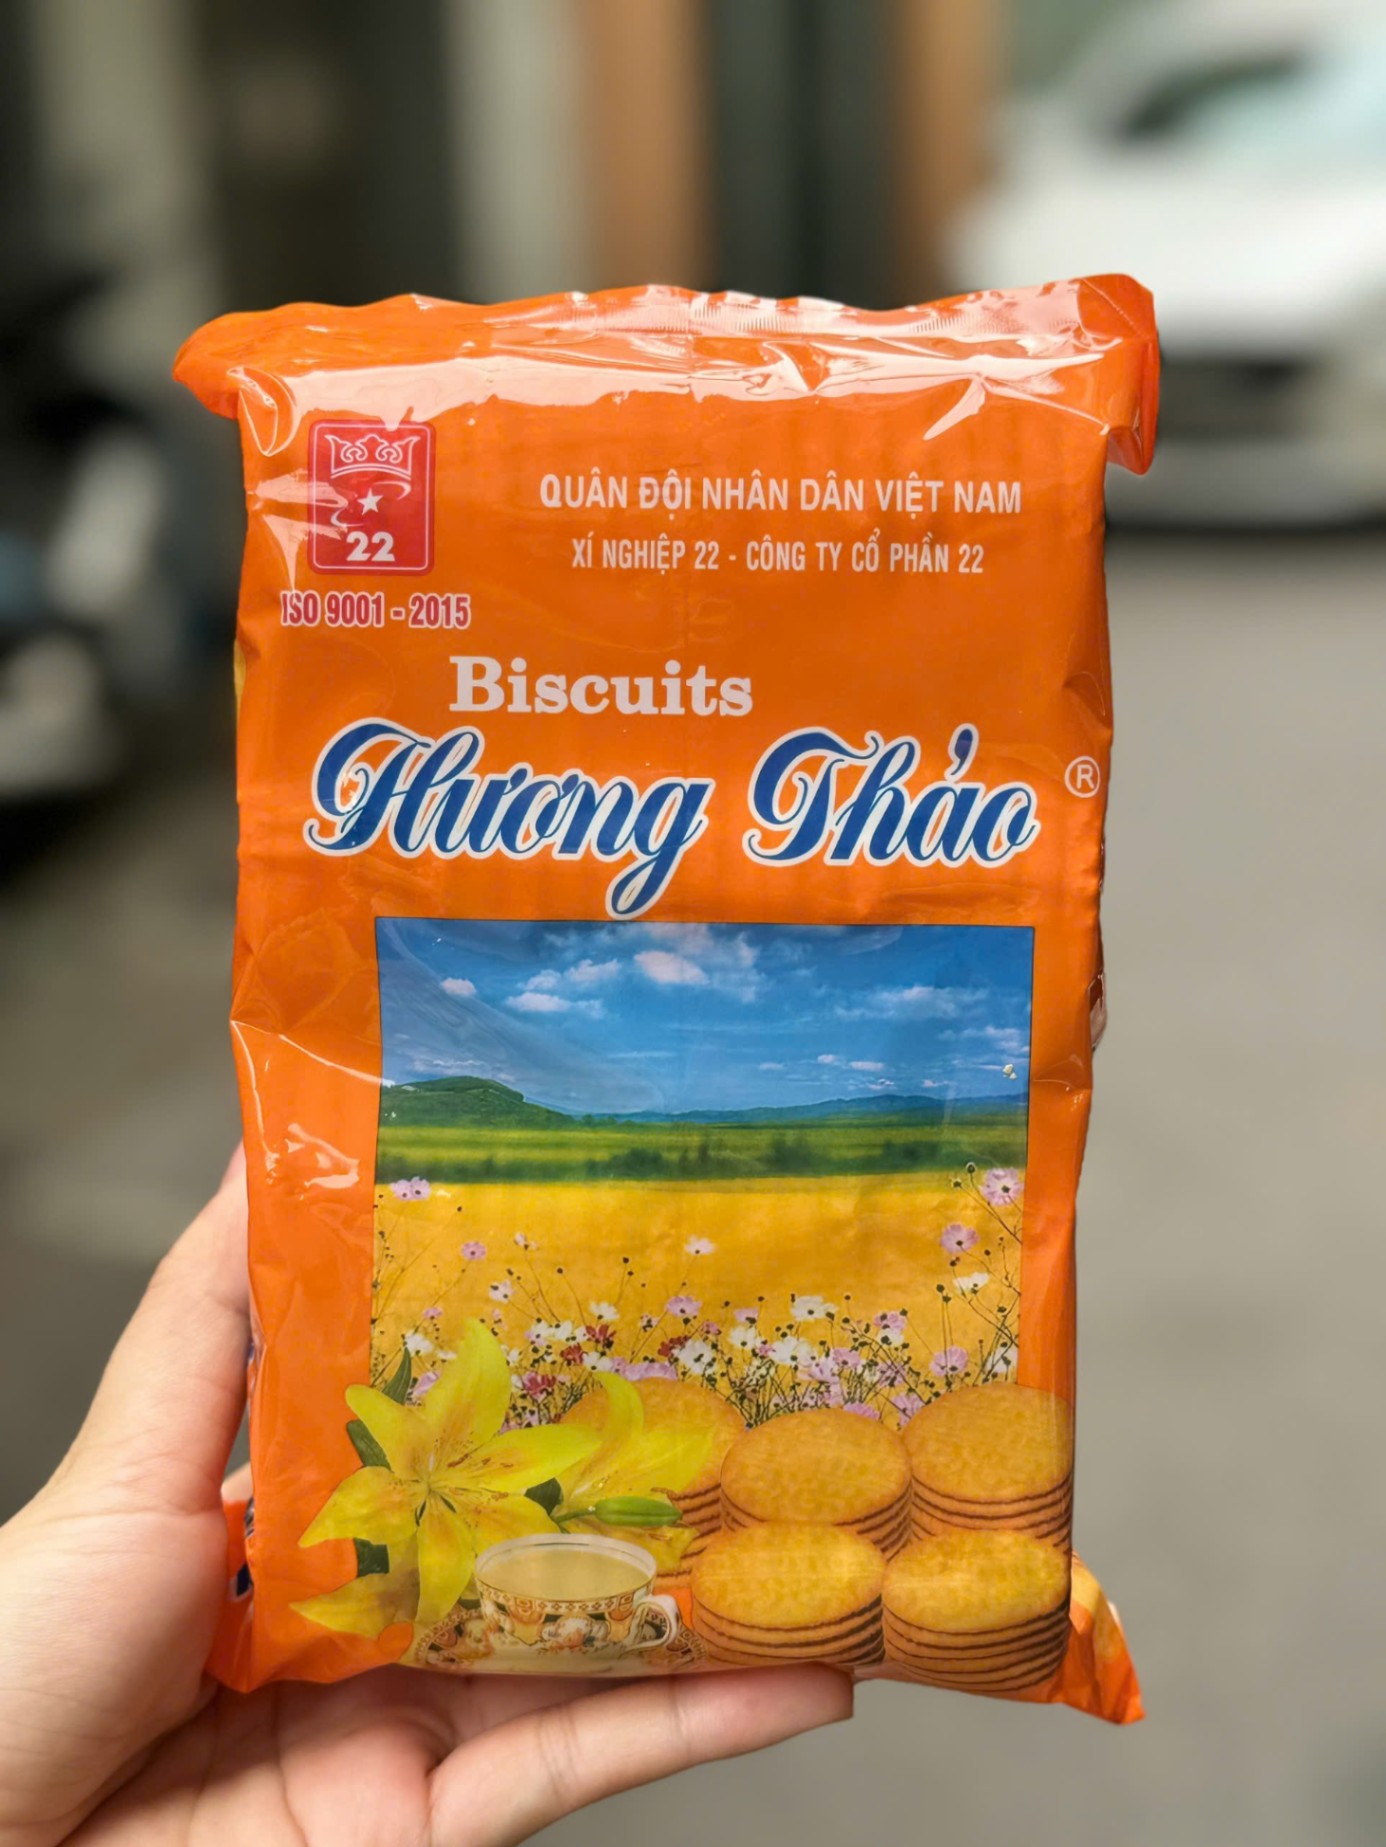 QUÂN ĐỘI NHÂN DÂN VIỆT NAM
XÍ NGHIỆP 22 - CÔNG TY CỔ PHẦN 22
22
ISO 9001 - 2015
Biscuits
Hương Thảo ®